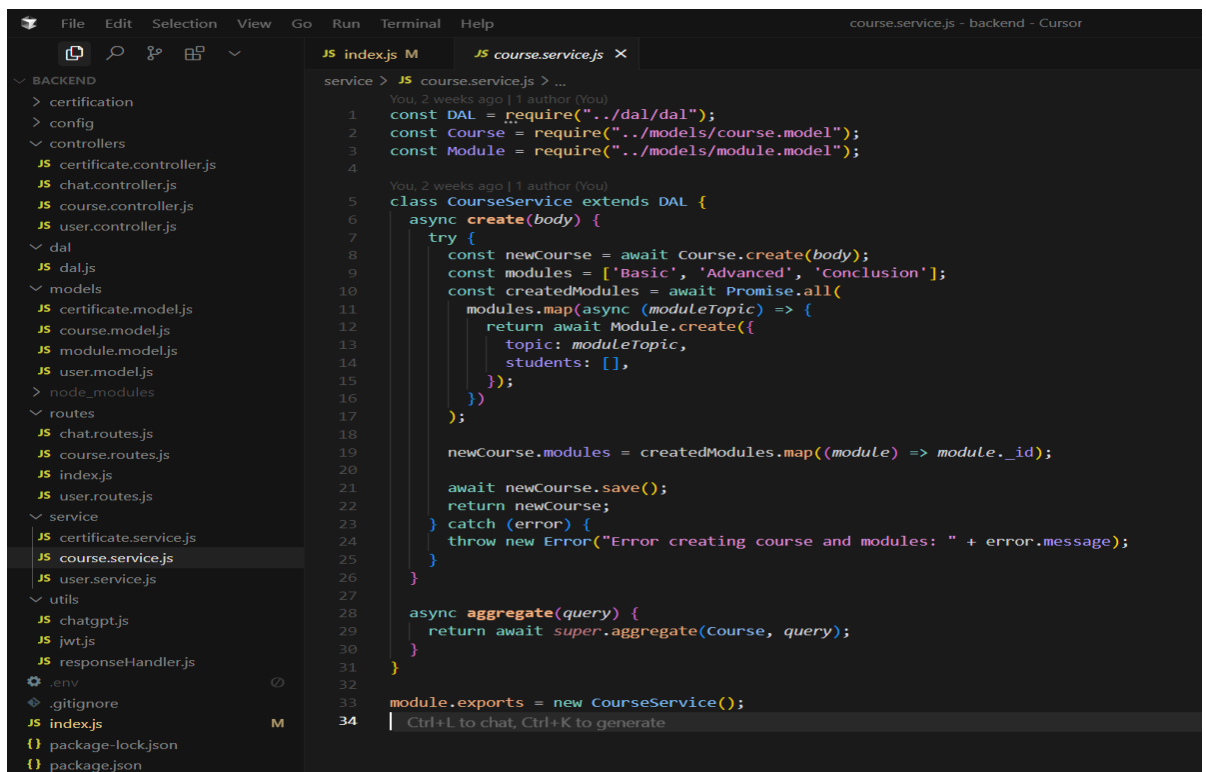 File Edit Selection View Go Run Terminal Help
course.service.js - backend - Cursor
BACKEND
certification
config
controllers
JS certificate.controller.js
JS chat.controller.js
JS course.controller.js
JS user.controller.js
dal
JS dal.js
models
JS certificate.model.js
JS course.model.js
JS module.model.js
JS user.model.js
node_modules
routes
JS chat.routes.js
JS course.routes.js
JS index.js
JS user.routes.js
service
JS certificate.service.js
JS course.service.js
JS user.service.js
utils
JS chatgpt.js
JS jwt.js
JS responseHandler.js
.env
.gitignore
JS index.js M
{} package-lock.json
{} package.json
JS index.js M
JS course.service.js ×
service > JS course.service.js > ...
You, 2 weeks ago | 1 author (You)
1 const DAL = require("../dal/dal");
2 const Course = require("../models/course.model");
3 const Module = require("../models/module.model");
4
You, 2 weeks ago | 1 author (You)
5 class CourseService extends DAL {
6 async create(body) {
7 try {
8 const newCourse = await Course.create(body);
9 const modules = ['Basic', 'Advanced', 'Conclusion'];
10 const createdModules = await Promise.all(
11 modules.map(async (moduleTopic) => {
12 return await Module.create({
13 topic: moduleTopic,
14 students: [],
15 });
16 })
17 );
18
19 newCourse.modules = createdModules.map((module) => module._id);
20
21 await newCourse.save();
22 return newCourse;
23 } catch (error) {
24 throw new Error("Error creating course and modules: " + error.message);
25 }
26 }
27
28 async aggregate(query) {
29 return await super.aggregate(Course, query);
30 }
31 }
32
33 module.exports = new CourseService();
34 Ctrl+L to chat, Ctrl+K to generate